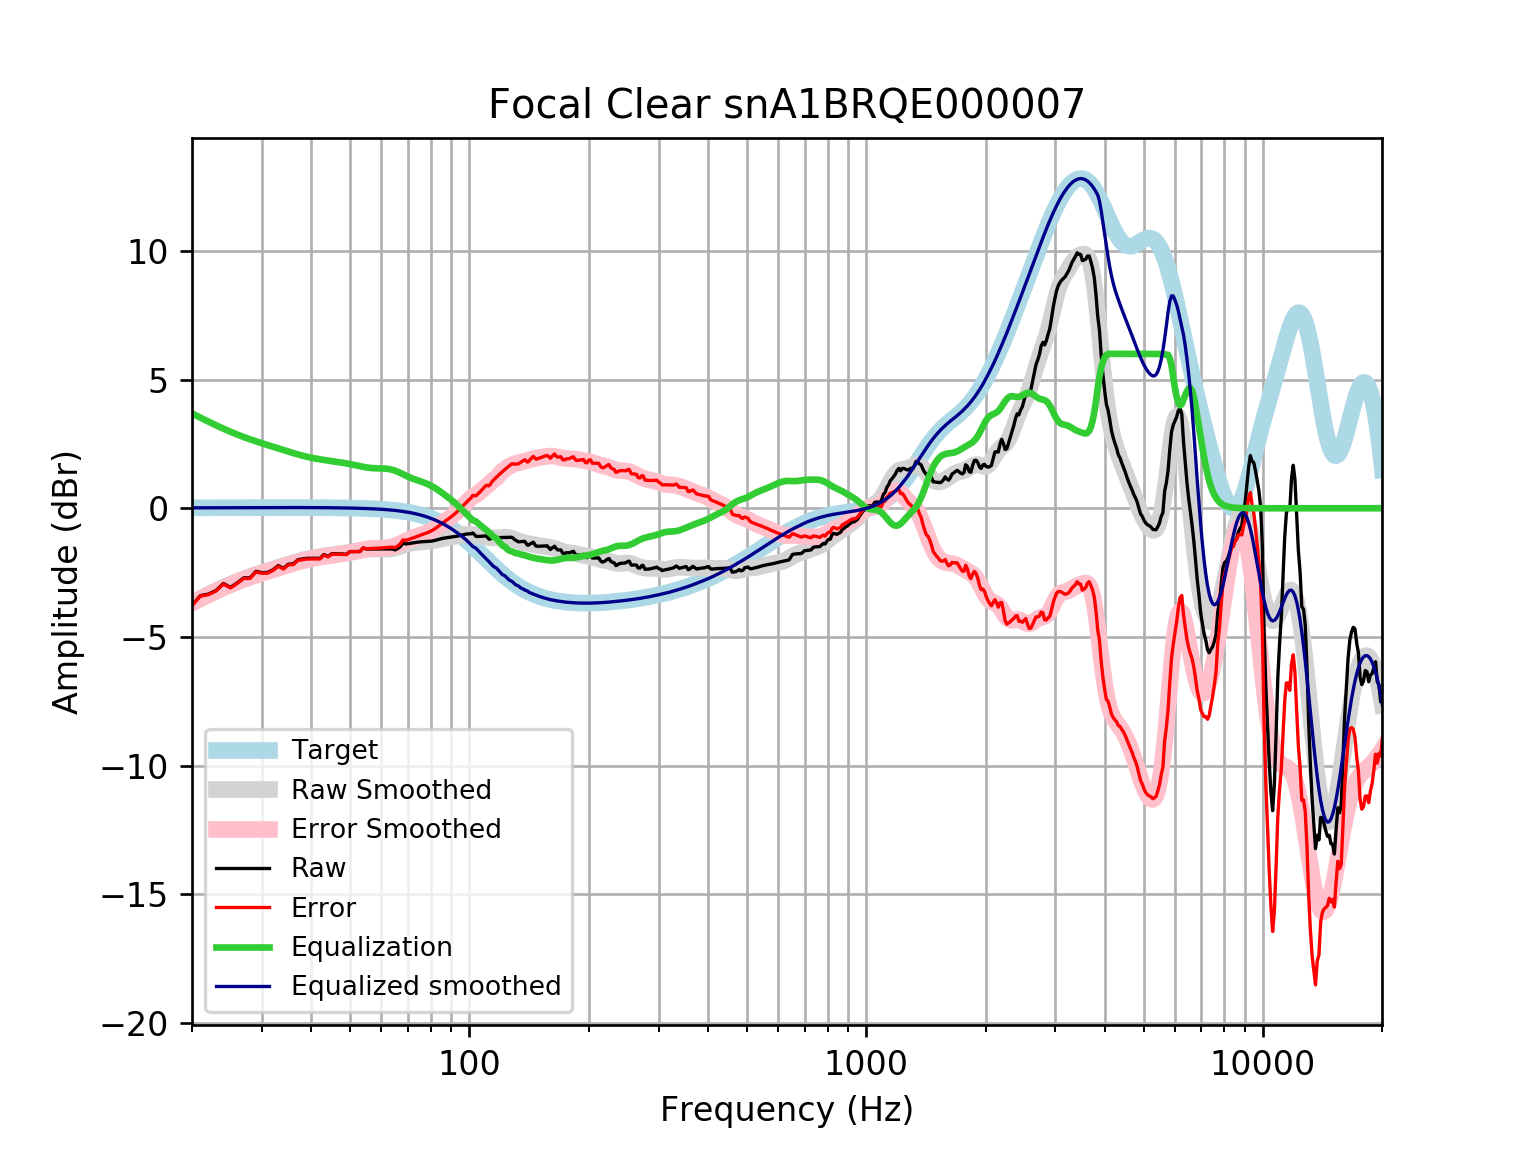 Focal Clear snA1BRQE000007
Amplitude (dBr)
10
5
0
−5
−10
−15
−20
Target
Raw Smoothed
Error Smoothed
Raw
Error
Equalization
Equalized smoothed
100
1000
10000
Frequency (Hz)